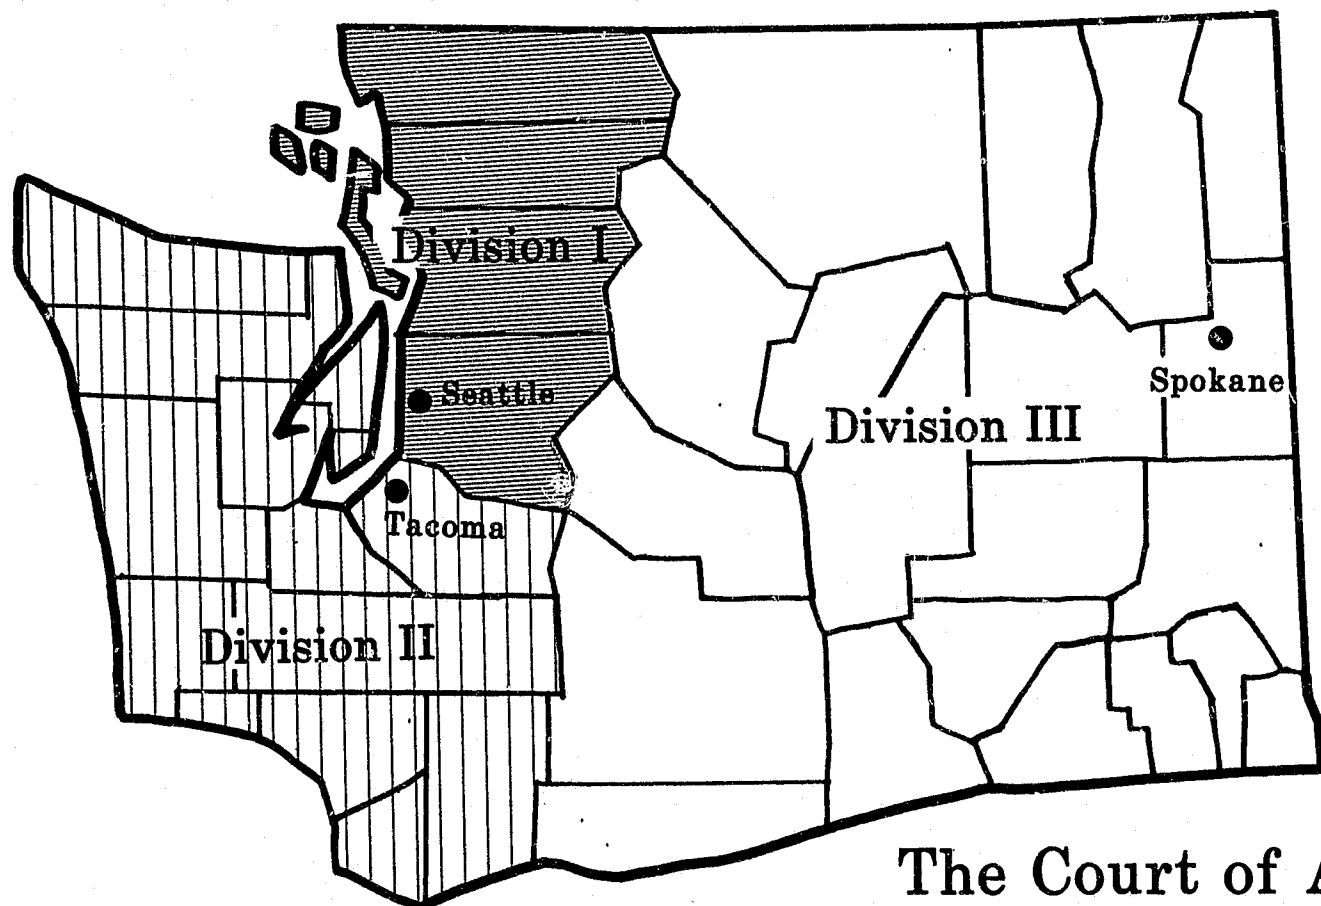 Division I
Seattle
Spokane
Division III
Tacoma
Division II
The Court of